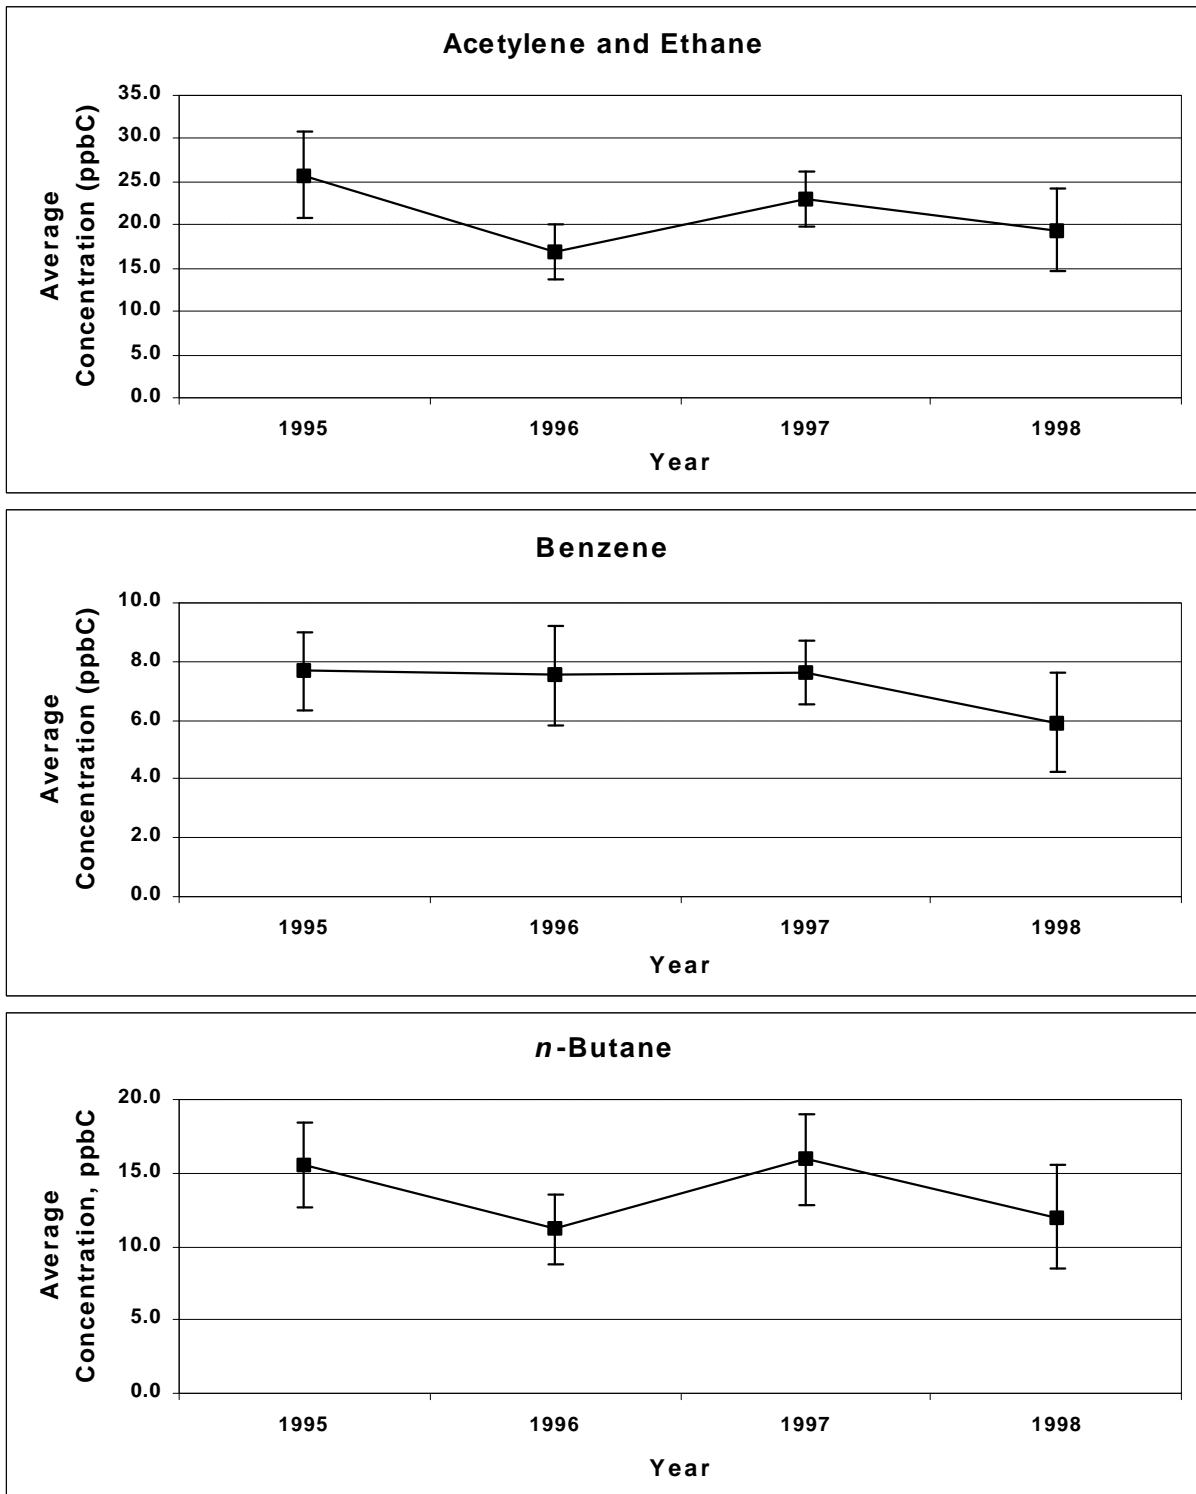 Acetylene and Ethane
Average
Concentration (ppbC)
35.0
30.0
25.0
20.0
15.0
10.0
5.0
0.0
1995 1996 1997 1998
Year
Benzene
Average
Concentration (ppbC)
10.0
8.0
6.0
4.0
2.0
0.0
1995 1996 1997 1998
Year
n-Butane
Average
Concentration, ppbC
20.0
15.0
10.0
5.0
0.0
1995 1996 1997 1998
Year